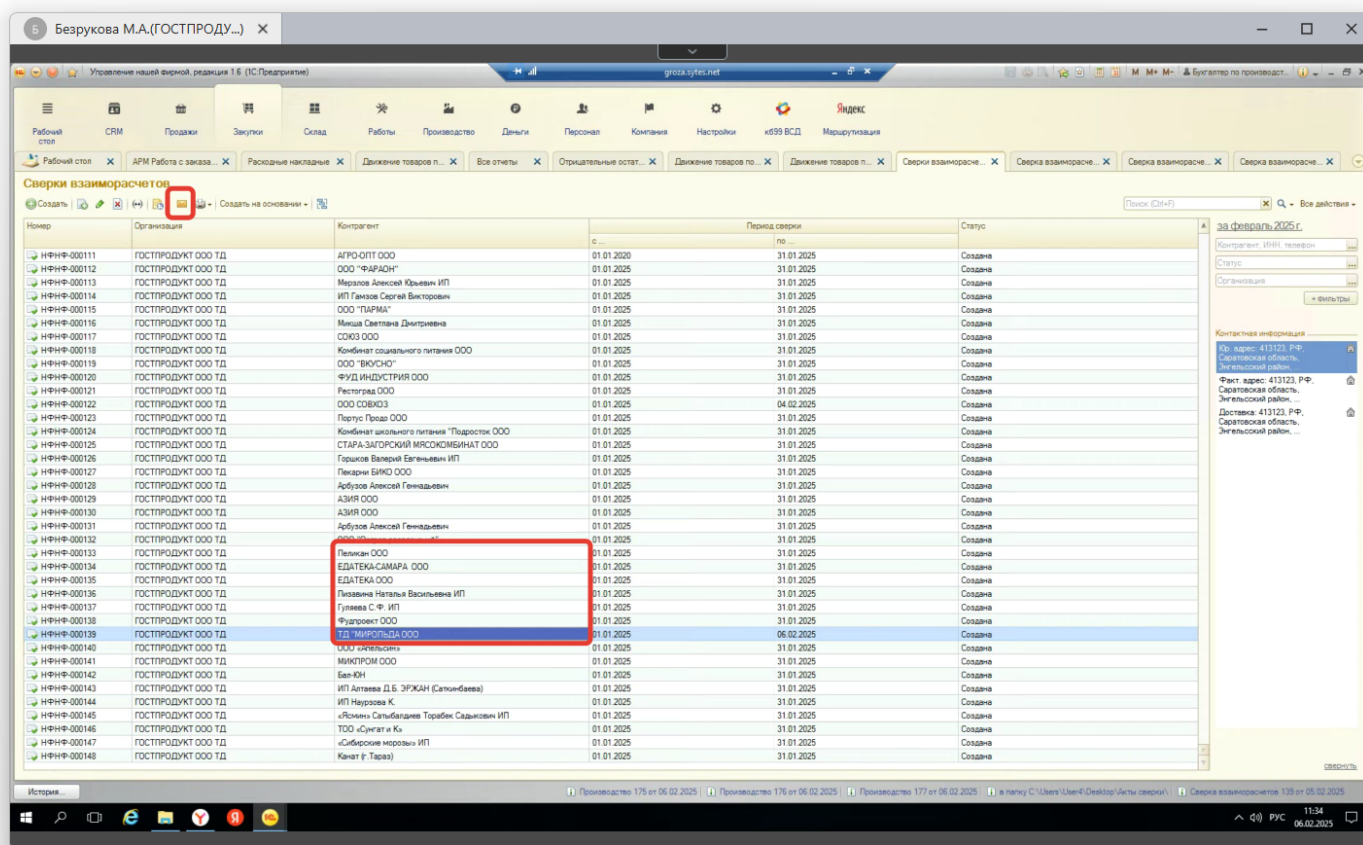 Б Безрукова М.А.(ГОСТПРОДУ...)
Управление нашей фирмой, редакция 1.6 (1С:Предприятие) groza.sytes.net M M+ M- Бухгалтер по производст...
Рабочий стол CRM Продажи Закупки Склад Работы Производство Деньги Персонал Компания Настройки кб99 ВСД Яндекс Маршрутизация
Рабочий стол АРМ Работа с заказа... Расходные накладные Движение товаров п... Все отчеты Отрицательные остат... Движение товаров по... Движение товаров п... Сверки взаиморасче... Сверка взаиморасче... Сверка взаиморасче... Сверка взаиморасче...
Сверки взаиморасчетов
Создать Создать на основании Поиск (Ctrl+F) Все действия
Номер Организация Контрагент Период сверки Статус
с ... по ...
НФНФ-000111 ГОСТПРОДУКТ ООО ТД АГРО-ОПТ ООО 01.01.2020 31.01.2025 Создана
НФНФ-000112 ГОСТПРОДУКТ ООО ТД ООО "ФАРАОН" 01.01.2025 31.01.2025 Создана
НФНФ-000113 ГОСТПРОДУКТ ООО ТД Мерзлов Алексей Юрьевич ИП 01.01.2025 31.01.2025 Создана
НФНФ-000114 ГОСТПРОДУКТ ООО ТД ИП Гамзов Сергей Викторович 01.01.2025 31.01.2025 Создана
НФНФ-000115 ГОСТПРОДУКТ ООО ТД ООО "ПАРМА" 01.01.2025 31.01.2025 Создана
НФНФ-000116 ГОСТПРОДУКТ ООО ТД Микша Светлана Дмитриевна 01.01.2025 31.01.2025 Создана
НФНФ-000117 ГОСТПРОДУКТ ООО ТД СОЮЗ ООО 01.01.2025 31.01.2025 Создана
НФНФ-000118 ГОСТПРОДУКТ ООО ТД Комбинат социального питания ООО 01.01.2025 31.01.2025 Создана
НФНФ-000119 ГОСТПРОДУКТ ООО ТД ООО "ВКУСНО" 01.01.2025 31.01.2025 Создана
НФНФ-000120 ГОСТПРОДУКТ ООО ТД ФУД ИНДУСТРИЯ ООО 01.01.2025 31.01.2025 Создана
НФНФ-000121 ГОСТПРОДУКТ ООО ТД Рестоград ООО 01.01.2025 31.01.2025 Создана
НФНФ-000122 ГОСТПРОДУКТ ООО ТД ООО СОВХОЗ 01.01.2025 04.02.2025 Создана
НФНФ-000123 ГОСТПРОДУКТ ООО ТД Портус Продо ООО 01.01.2025 31.01.2025 Создана
НФНФ-000124 ГОСТПРОДУКТ ООО ТД Комбинат школьного питания "Подросток ООО 01.01.2025 31.01.2025 Создана
НФНФ-000125 ГОСТПРОДУКТ ООО ТД СТАРА-ЗАГОРСКИЙ МЯСОКОМБИНАТ ООО 01.01.2025 31.01.2025 Создана
НФНФ-000126 ГОСТПРОДУКТ ООО ТД Горшков Валерий Евгеньевич ИП 01.01.2025 31.01.2025 Создана
НФНФ-000127 ГОСТПРОДУКТ ООО ТД Пекарни БИКО ООО 01.01.2025 31.01.2025 Создана
НФНФ-000128 ГОСТПРОДУКТ ООО ТД Арбузов Алексей Геннадьевич 01.01.2025 31.01.2025 Создана
НФНФ-000129 ГОСТПРОДУКТ ООО ТД АЗИЯ ООО 01.01.2025 31.01.2025 Создана
НФНФ-000130 ГОСТПРОДУКТ ООО ТД АЗИЯ ООО 01.01.2025 31.01.2025 Создана
НФНФ-000131 ГОСТПРОДУКТ ООО ТД Арбузов Алексей Геннадьевич 01.01.2025 31.01.2025 Создана
НФНФ-000132 ГОСТПРОДУКТ ООО ТД ООО 01.01.2025 31.01.2025 Создана
НФНФ-000133 ГОСТПРОДУКТ ООО ТД Пеликан ООО 01.01.2025 31.01.2025 Создана
НФНФ-000134 ГОСТПРОДУКТ ООО ТД ЕДАТЕКА-САМАРА ООО 01.01.2025 31.01.2025 Создана
НФНФ-000135 ГОСТПРОДУКТ ООО ТД ЕДАТЕКА ООО 01.01.2025 31.01.2025 Создана
НФНФ-000136 ГОСТПРОДУКТ ООО ТД Пизавина Наталья Васильевна ИП 01.01.2025 31.01.2025 Создана
НФНФ-000137 ГОСТПРОДУКТ ООО ТД Гуляева С.Ф. ИП 01.01.2025 31.01.2025 Создана
НФНФ-000138 ГОСТПРОДУКТ ООО ТД Фудпроект ООО 01.01.2025 31.01.2025 Создана
НФНФ-000139 ГОСТПРОДУКТ ООО ТД ТД "МИРОЛЬДА ООО 01.01.2025 06.02.2025 Создана
НФНФ-000140 ГОСТПРОДУКТ ООО ТД ООО «Апельсин» 01.01.2025 31.01.2025 Создана
НФНФ-000141 ГОСТПРОДУКТ ООО ТД МИКПРОМ ООО 01.01.2025 31.01.2025 Создана
НФНФ-000142 ГОСТПРОДУКТ ООО ТД Бал-ЮН 01.01.2025 31.01.2025 Создана
НФНФ-000143 ГОСТПРОДУКТ ООО ТД ИП Алтаева Д.Б. ЭРЖАН (Саткинбаева) 01.01.2025 31.01.2025 Создана
НФНФ-000144 ГОСТПРОДУКТ ООО ТД ИП Наурзова К. 01.01.2025 31.01.2025 Создана
НФНФ-000145 ГОСТПРОДУКТ ООО ТД «Ясмин» Сатыбалдиев Торабек Садыкович ИП 01.01.2025 31.01.2025 Создана
НФНФ-000146 ГОСТПРОДУКТ ООО ТД ТОО «Сунгат и К» 01.01.2025 31.01.2025 Создана
НФНФ-000147 ГОСТПРОДУКТ ООО ТД «Сибирские морозы» ИП 01.01.2025 31.01.2025 Создана
НФНФ-000148 ГОСТПРОДУКТ ООО ТД Канат (г.Тараз) 01.01.2025 31.01.2025 Создана
за февраль 2025 г.
Контрагент, ИНН, телефон
Статус
Организация
+ Фильтры
Контактная информация
Юр. адрес: 413123, РФ,
Саратовская область,
Энгельсский район, ...
Факт. адрес: 413123, РФ,
Саратовская область,
Энгельсский район, ...
Доставка: 413123, РФ,
Саратовская область,
Энгельсский район, ...
свернуть
История... Производство 175 от 06.02.2025 Производство 176 от 06.02.2025 Производство 177 от 06.02.2025 в папку C:\Users\User4\Desktop\Акты сверки\ Сверка взаиморасчетов 139 от 05.02.2025
РУС 11:34
06.02.2025